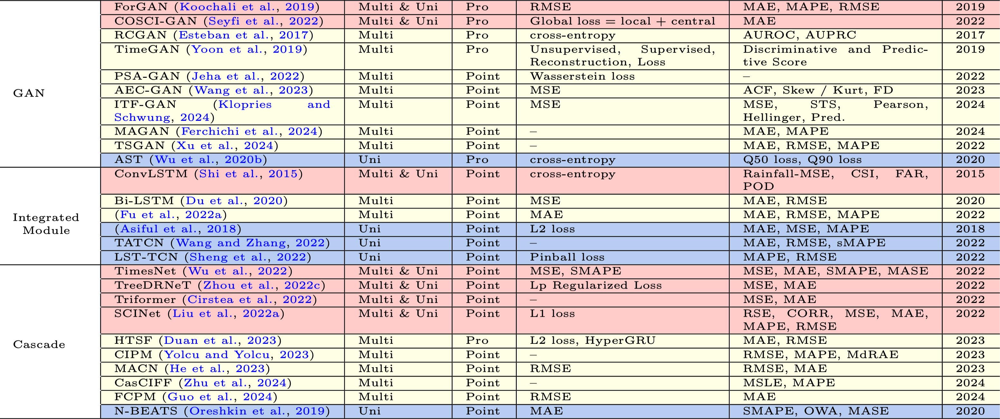 ForGAN (Koochali et al., 2019) Multi & Uni Pro RMSE MAE, MAPE, RMSE 2019
COSCI-GAN (Seyfi et al., 2022) Multi & Uni Pro Global loss = local + central MAE 2022
RCGAN (Esteban et al., 2017) Multi Pro cross-entropy AUROC, AUPRC 2017
TimeGAN (Yoon et al., 2019) Multi Pro Unsupervised, Supervised, Discriminative and Predic- 2019
Reconstruction, Loss tive Score
PSA-GAN (Jeha et al., 2022) Multi Point Wasserstein loss – 2022
GAN AEC-GAN (Wang et al., 2023) Multi Point MSE ACF, Skew / Kurt, FD 2023
ITF-GAN (Klopries and Multi Point MSE MSE, STS, Pearson, 2024
Schwung, 2024) Hellinger, Pred.
MAGAN (Ferchichi et al., 2024) Multi Point – MAE, MAPE 2024
TSGAN (Xu et al., 2024) Multi Point – MAE, RMSE, MAPE 2022
AST (Wu et al., 2020b) Uni Pro cross-entropy Q50 loss, Q90 loss 2020
ConvLSTM (Shi et al., 2015) Multi & Uni Point cross-entropy Rainfall-MSE, CSI, FAR, 2015
POD
Bi-LSTM (Du et al., 2020) Multi Point MSE MAE, RMSE 2020
Integrated (Fu et al., 2022a) Multi Point MAE MAE, RMSE, MAPE 2022
Module (Asiful et al., 2018) Uni Point L2 loss MAE, MSE, MAPE 2018
TATCN (Wang and Zhang, 2022) Uni Point – MAE, RMSE, sMAPE 2022
LST-TCN (Sheng et al., 2022) Uni Point Pinball loss MAPE, RMSE 2022
TimesNet (Wu et al., 2022) Multi & Uni Point MSE, SMAPE MSE, MAE, SMAPE, MASE 2022
TreeDRNeT (Zhou et al., 2022c) Multi & Uni Point Lp Regularized Loss MSE, MAE 2022
Triformer (Cirstea et al., 2022) Multi & Uni Point – MSE, MAE 2022
SCINet (Liu et al., 2022a) Multi & Uni Point L1 loss RSE, CORR, MSE, MAE, 2022
MAPE, RMSE
Cascade HTSF (Duan et al., 2023) Multi Pro L2 loss, HyperGRU MAE, RMSE 2023
CIPM (Yolcu and Yolcu, 2023) Multi Point – RMSE, MAPE, MdRAE 2023
MACN (He et al., 2023) Multi Point RMSE RMSE, MAE 2023
CasCIFF (Zhu et al., 2024) Multi Point – MSLE, MAPE 2024
FCPM (Guo et al., 2024) Multi Point RMSE MAE 2024
N-BEATS (Oreshkin et al., 2019) Uni Point MAE SMAPE, OWA, MASE 2020